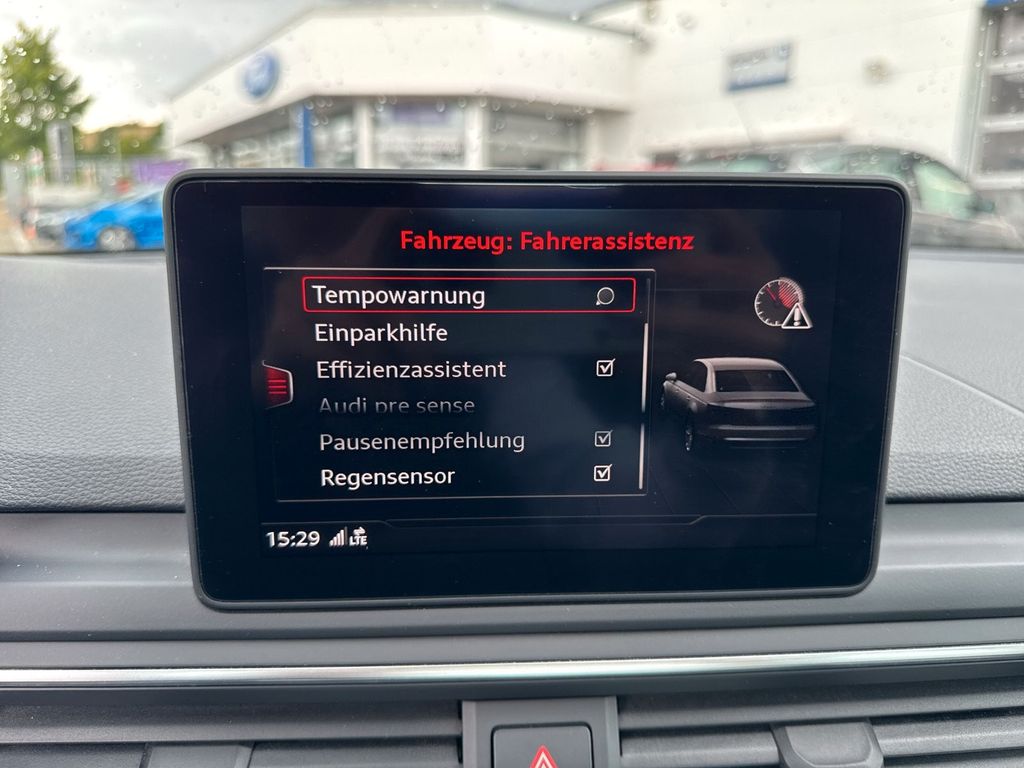 Fahrzeug: Fahrerassistenz
Tempowarnung
Einparkhilfe
Effizienzassistent
Audi pre sense
Pausenempfehlung
Regensensor
15:29 LTE